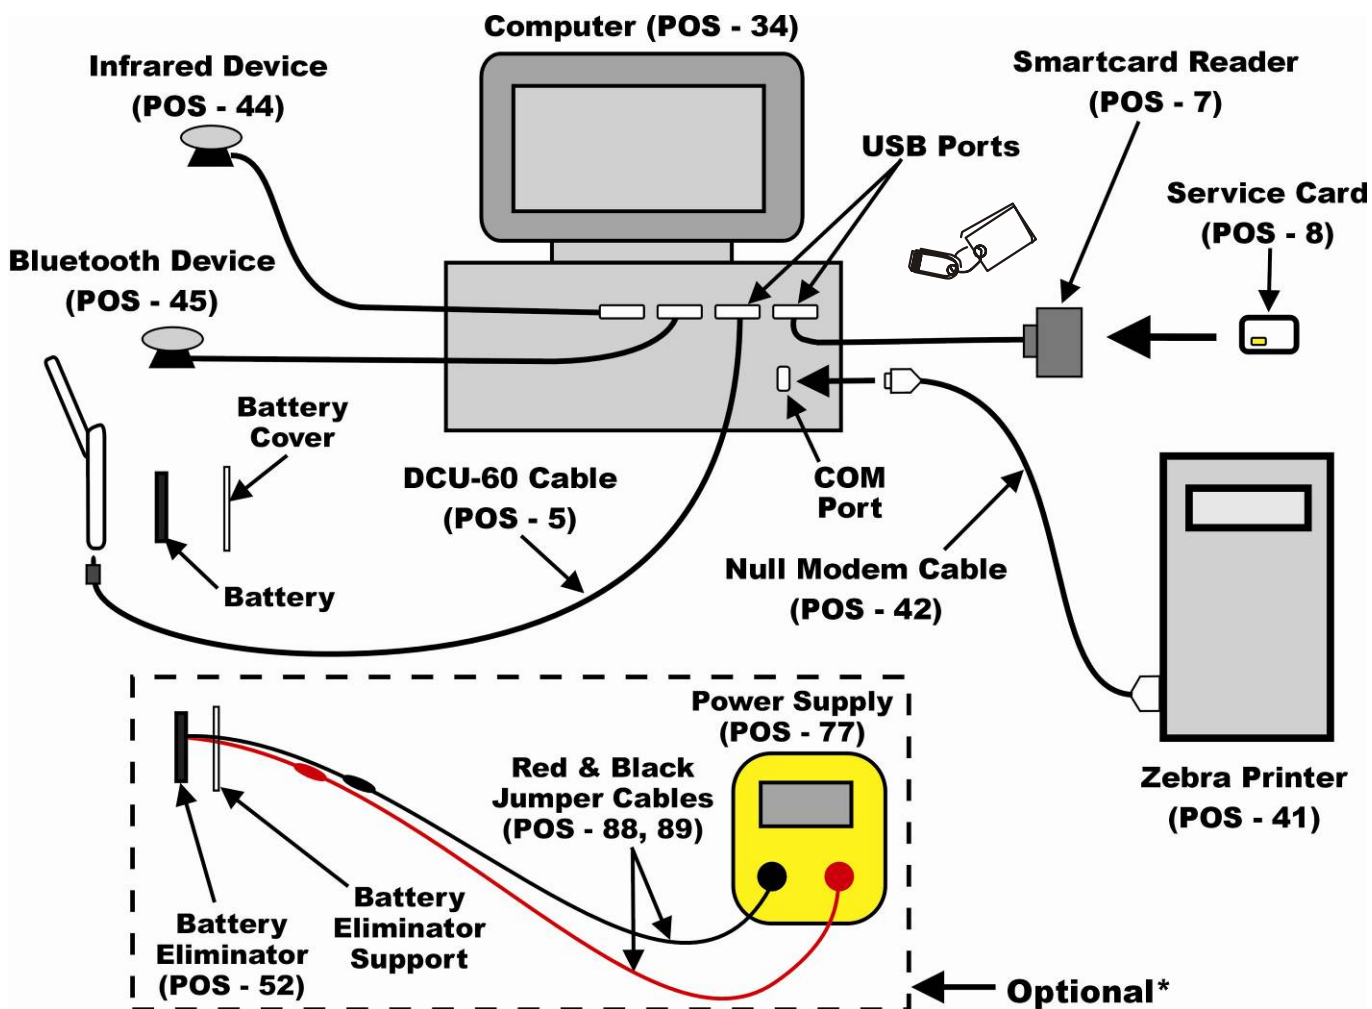 Computer (POS - 34)
Infrared Device
(POS - 44)
Smartcard Reader
(POS - 7)
USB Ports
Service Card
(POS - 8)
Bluetooth Device
(POS - 45)
Battery
Cover
DCU-60 Cable
(POS - 5)
COM
Port
Null Modem Cable
(POS - 42)
Battery
Power Supply
(POS - 77)
Red & Black
Jumper Cables
(POS - 88, 89)
Zebra Printer
(POS - 41)
Battery
Eliminator
Support
Battery
Eliminator
(POS - 52)
Optional*